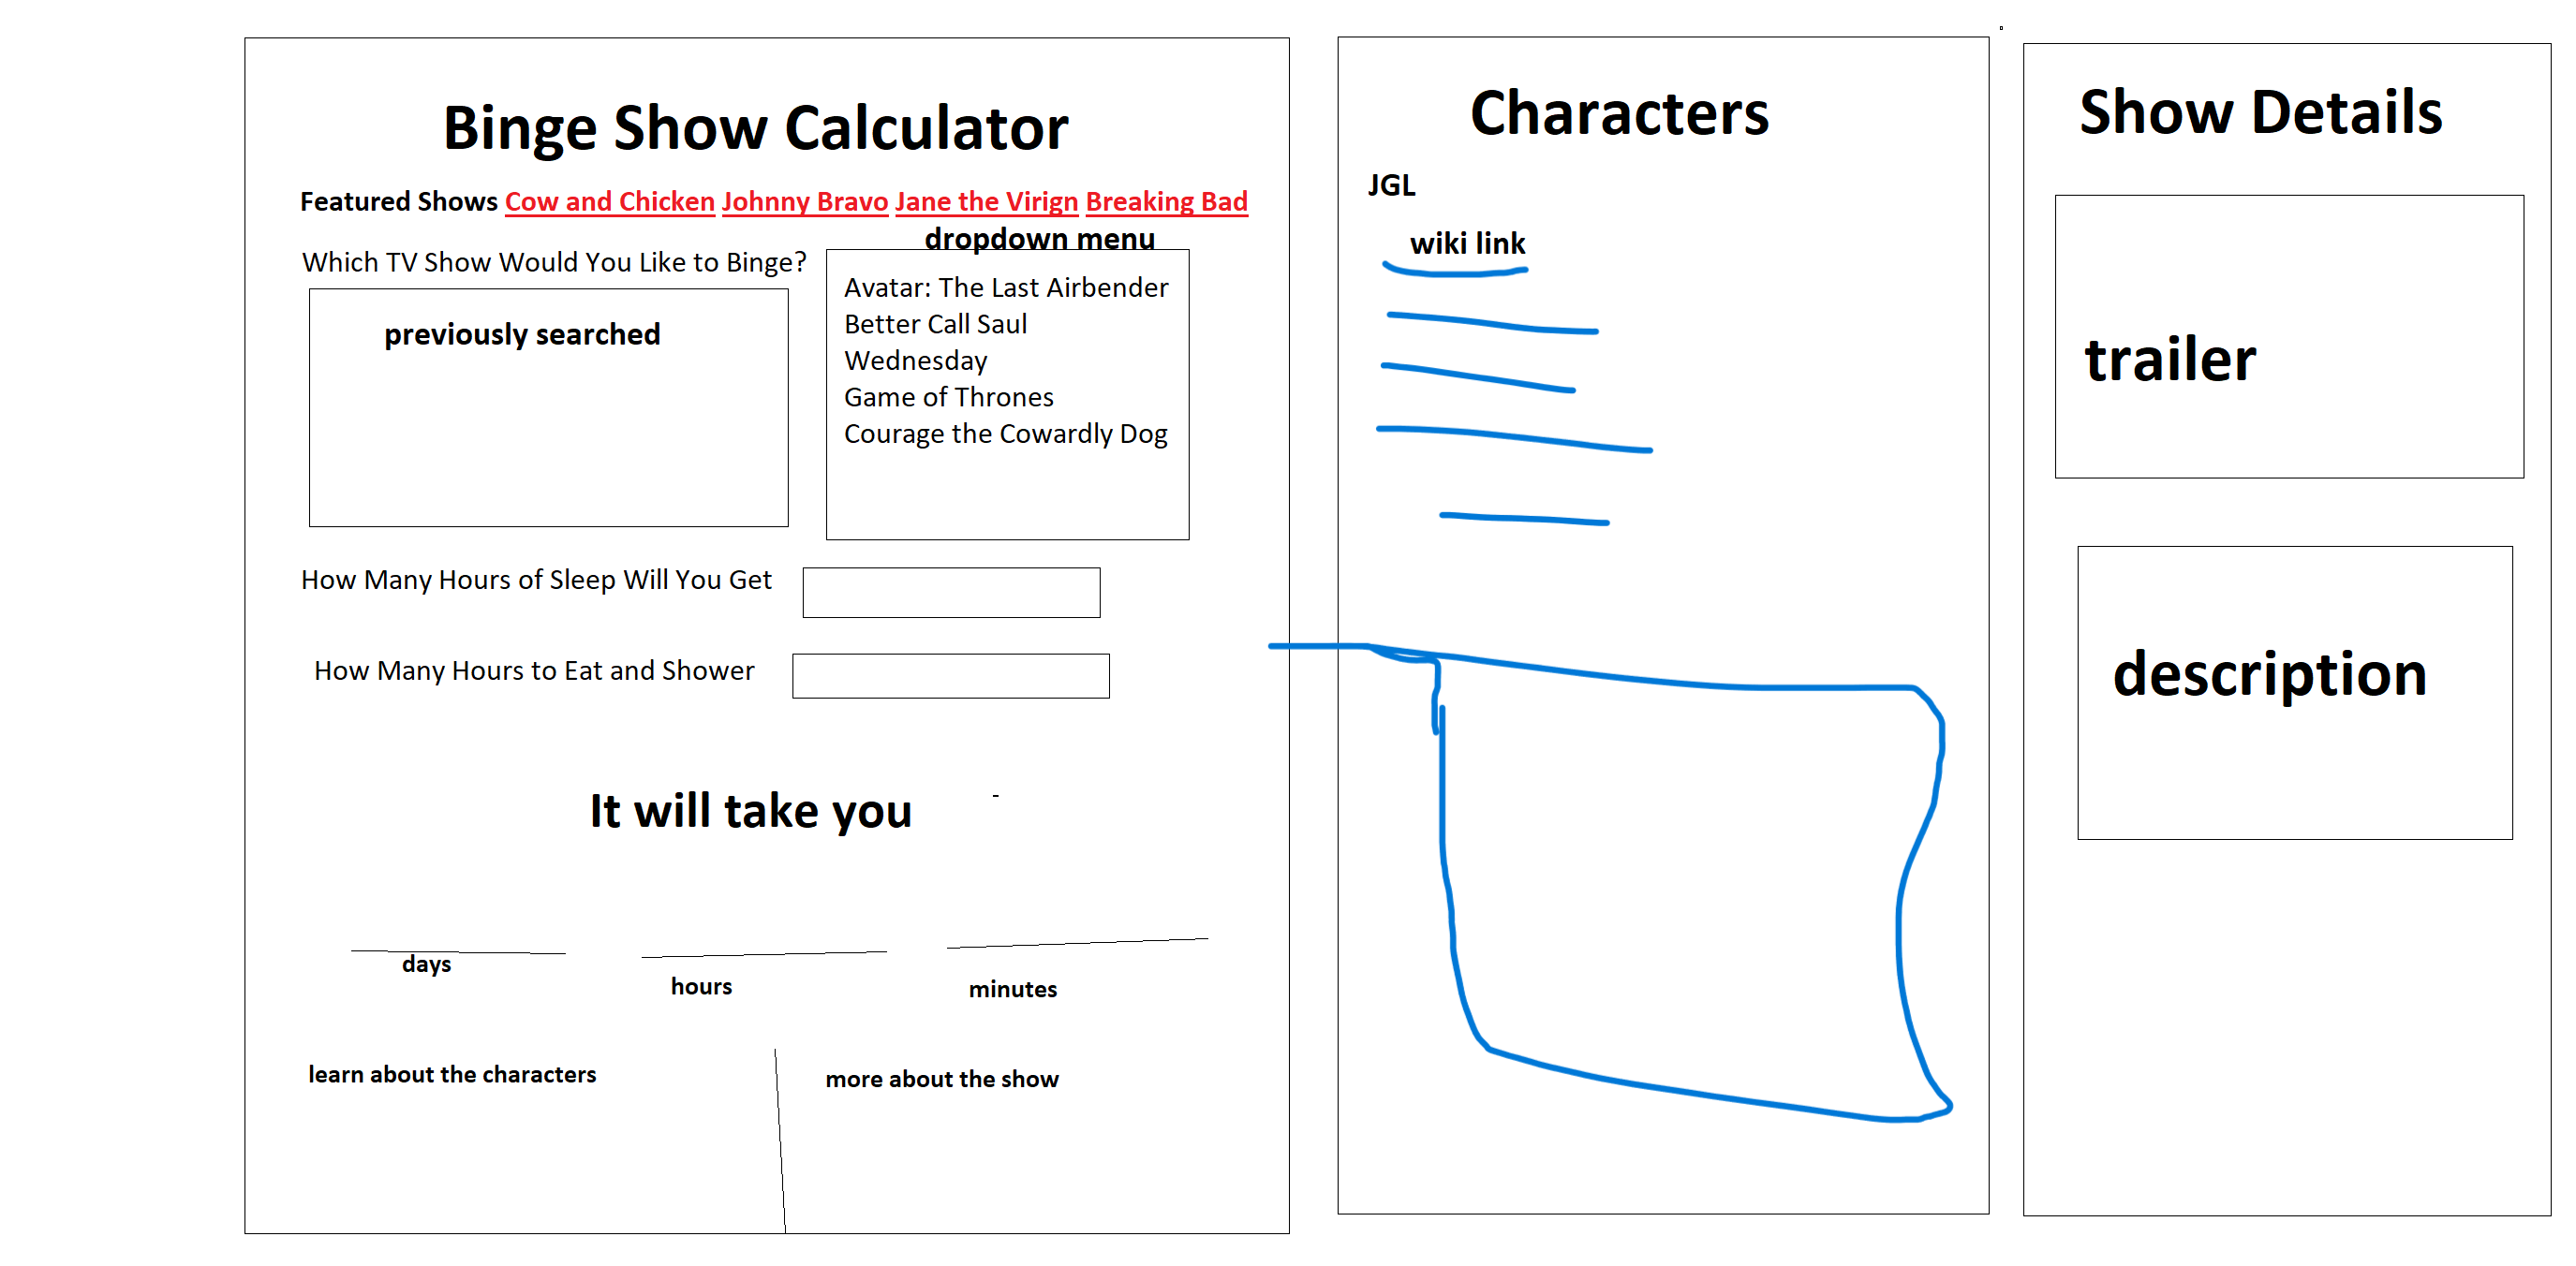 Binge Show Calculator
Featured Shows Cow and Chicken Johnny Bravo Jane the Virign Breaking Bad
dropdown menu
Which TV Show Would You Like to Binge?
previously searched
Avatar: The Last Airbender
Better Call Saul
Wednesday
Game of Thrones
Courage the Cowardly Dog
How Many Hours of Sleep Will You Get
How Many Hours to Eat and Shower
It will take you
days
hours
minutes
learn about the characters
more about the show
Characters
JGL
wiki link
Show Details
trailer
description